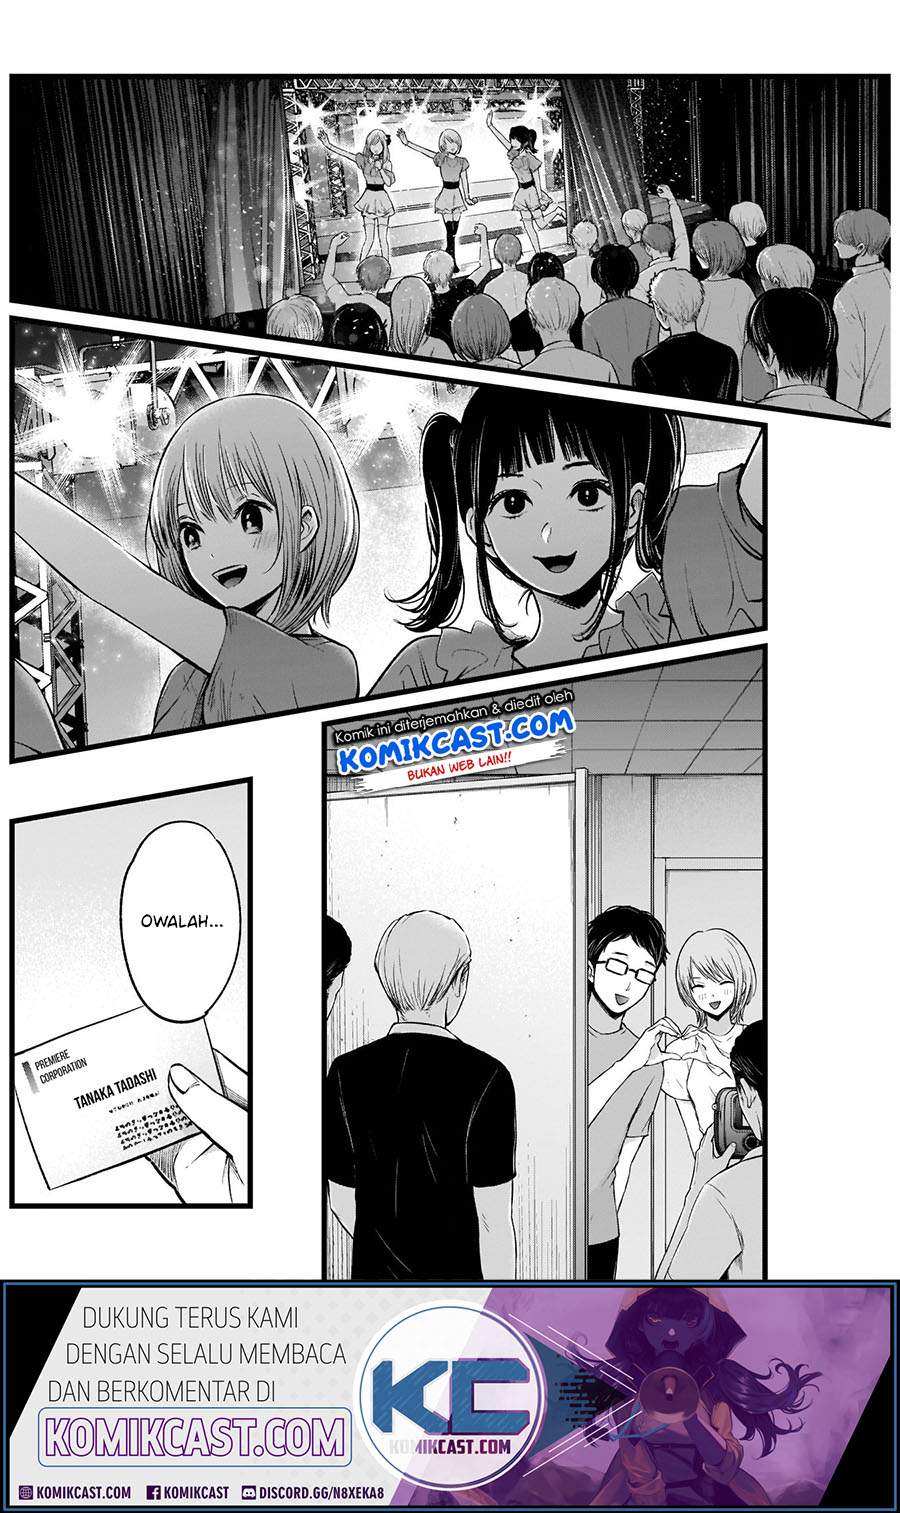 Komik ini diterjemahkan & diedit oleh
KOMIKCAST.COM
BUKAN WEB LAIN!!
OWALAH...
PREMIERE
CORPORATION
TANAKA TADASHI
DUKUNG TERUS KAMI
DENGAN SELALU MEMBACA
DAN BERKOMENTAR DI
KOMIKCAST.COM
KC
KOMIKCAST.COM
KOMIKCAST.COM
KOMIKCAST
DISCORD.GG/N8XEKA8